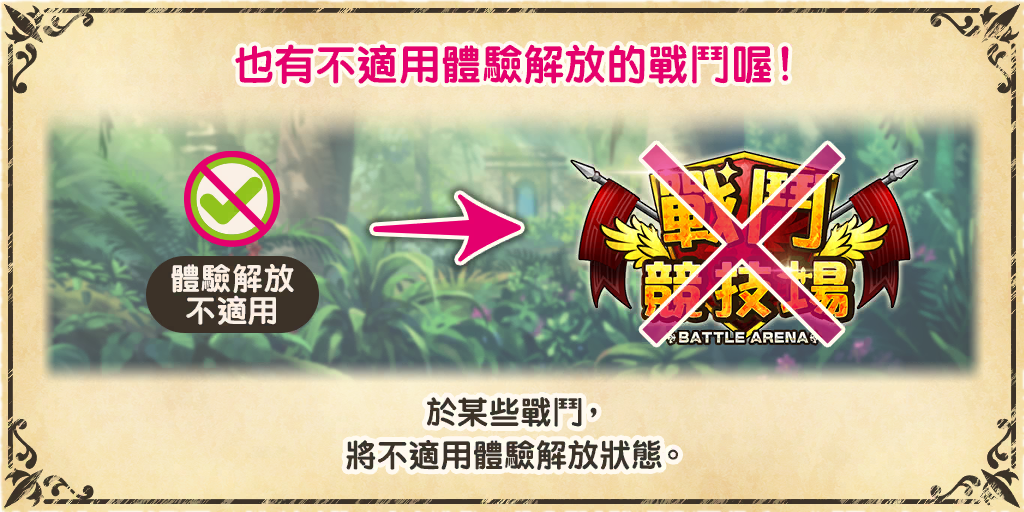 也有不適用體驗解放的戰鬥喔！
體驗解放
不適用
戰鬥
競技場
BATTLE ARENA
於某些戰鬥，
將不適用體驗解放狀態。